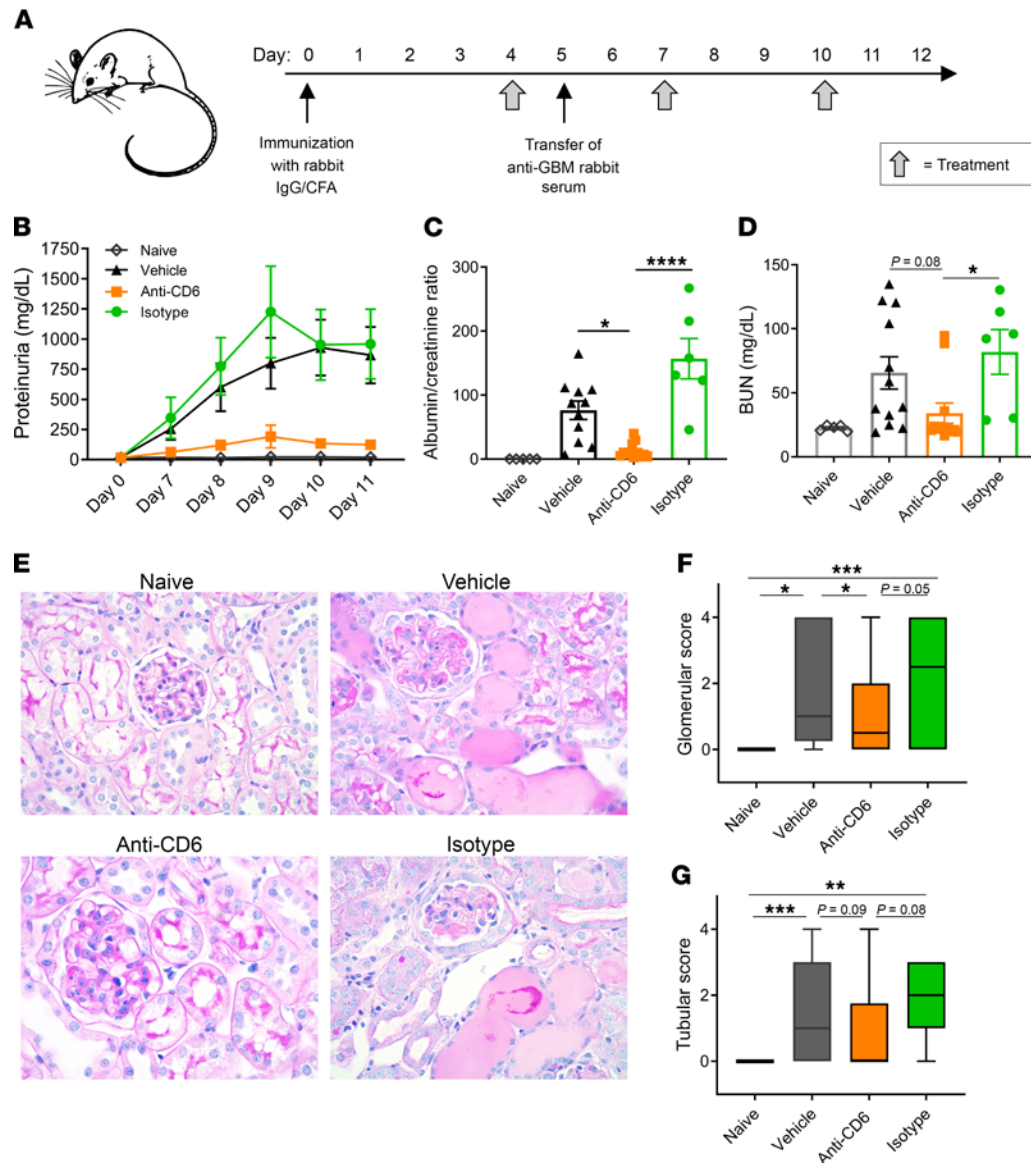 A
Day: 0 1 2 3 4 5 6 7 8 9 10 11 12
Immunization
with rabbit
IgG/CFA
Transfer of
anti-GBM rabbit
serum
= Treatment
B
Naive
Vehicle
Anti-CD6
Isotype
Proteinuria (mg/dL)
1750
1500
1250
1000
750
500
250
0
Day 0
Day 7
Day 8
Day 9
Day 10
Day 11
C
Albumin/creatinine ratio
300
200
100
0
****
*
Naive
Vehicle
Anti-CD6
Isotype
D
BUN (mg/dL)
150
100
50
0
P = 0.08
*
Naive
Vehicle
Anti-CD6
Isotype
E
Naive
Vehicle
Anti-CD6
Isotype
F
Glomerular score
4
2
0
***
*
*
P = 0.05
Naive
Vehicle
Anti-CD6
Isotype
G
Tubular score
4
2
0
**
***
P = 0.09
P = 0.08
Naive
Vehicle
Anti-CD6
Isotype